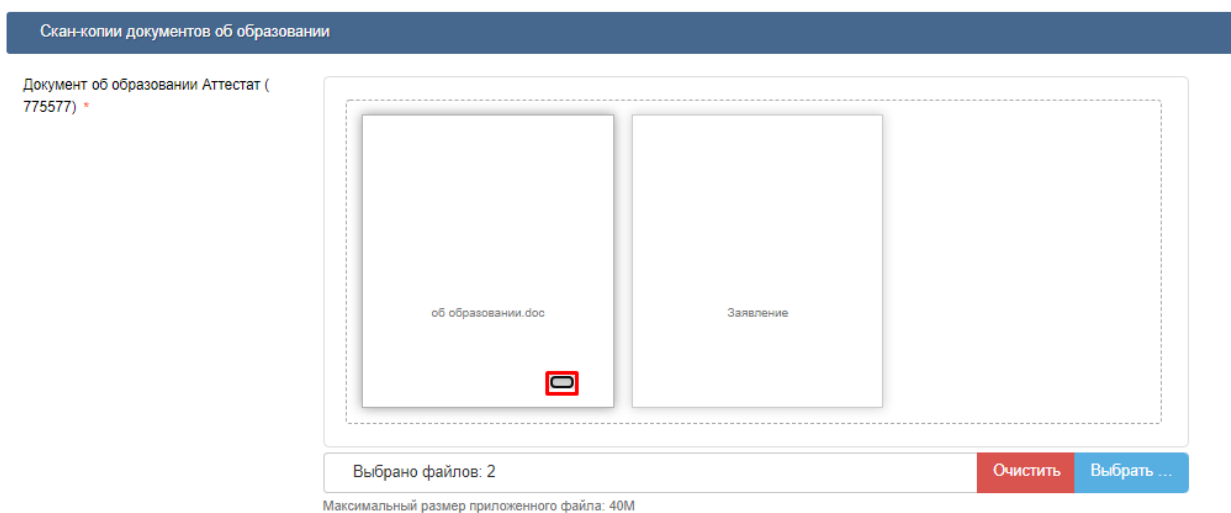 Скан-копии документов об образовании
Документ об образовании Аттестат (
775577) *
об образовании.doc
Заявление
Выбрано файлов: 2
Очистить
Выбрать ...
Максимальный размер приложенного файла: 40M